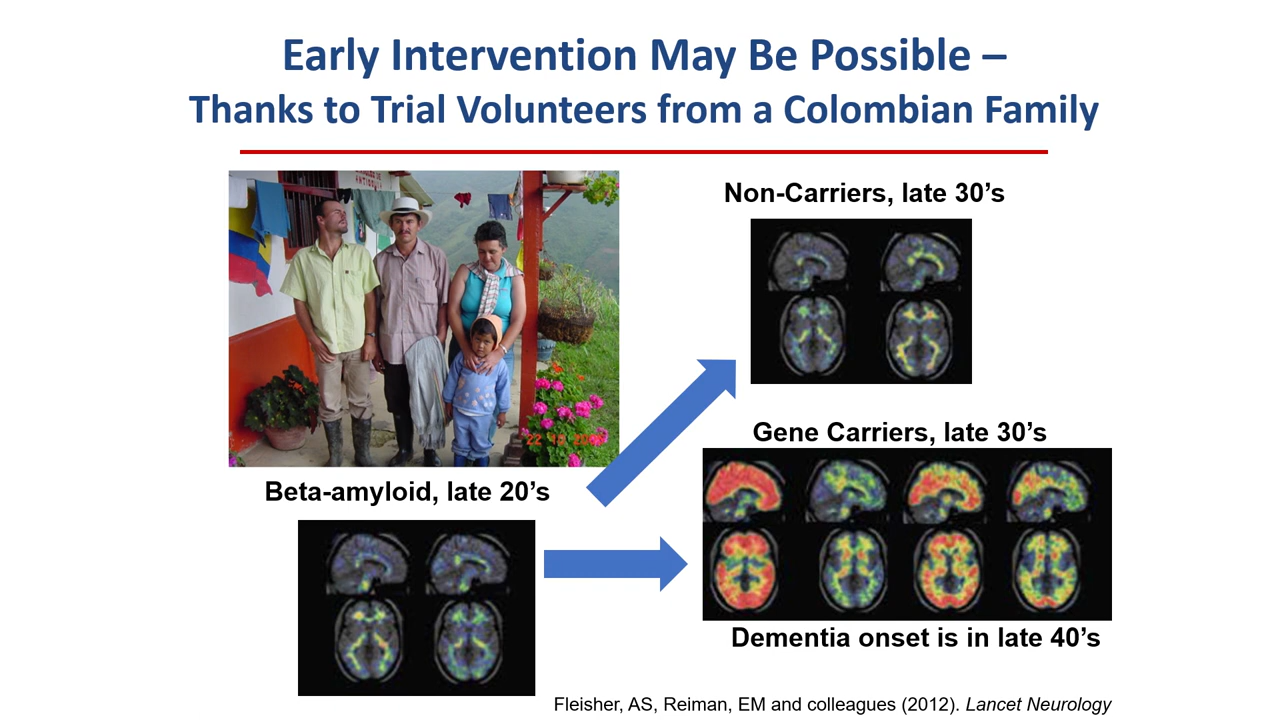 Early Intervention May Be Possible –
Thanks to Trial Volunteers from a Colombian Family
Non-Carriers, late 30’s
Gene Carriers, late 30’s
Beta-amyloid, late 20’s
Dementia onset is in late 40’s
Fleisher, AS, Reiman, EM and colleagues (2012). Lancet Neurology